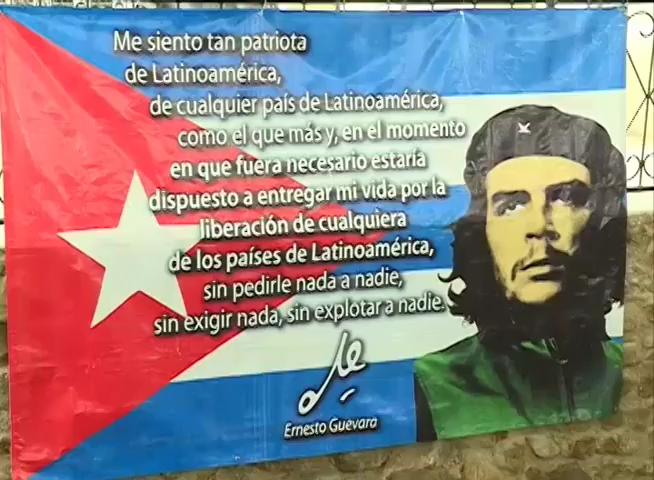 Me siento tan patriota
de Latinoamérica,
de cualquier país de Latinoamérica,
como el que más y, en el momento
en que fuera necesario estaría
dispuesto a entregar mi vida por la
liberación de cualquiera
de los países de Latinoamérica,
sin pedirle nada a nadie,
sin exigir nada, sin explotar a nadie.
Che
Ernesto Guevara